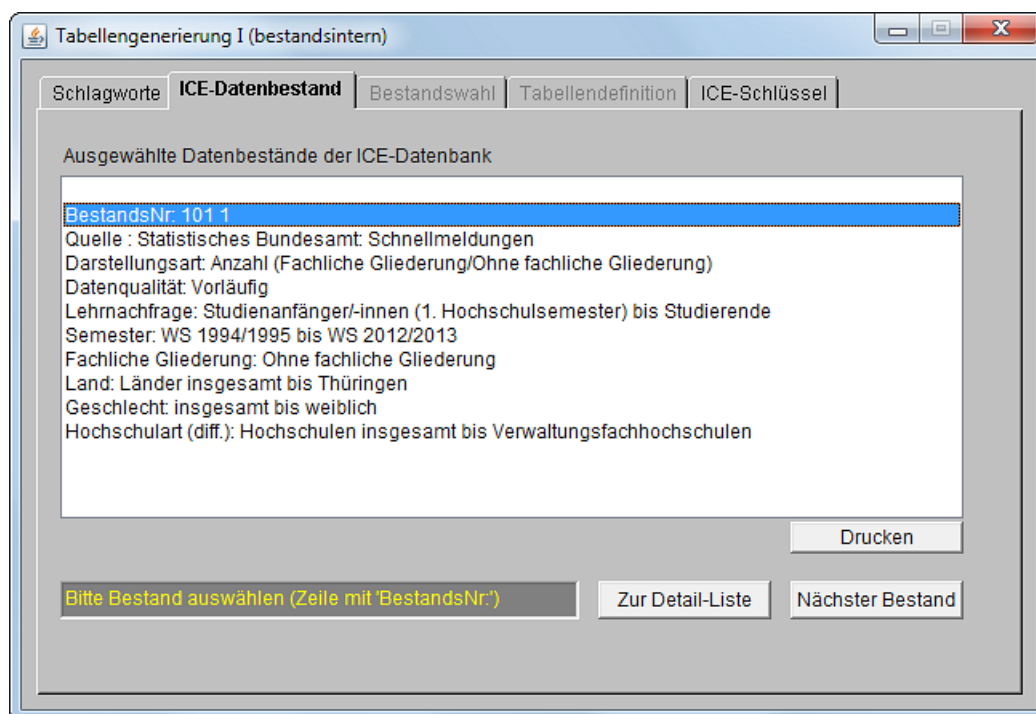 Tabellengenerierung I (bestandsintern)
Schlagworte ICE-Datenbestand Bestandswahl Tabellendefinition ICE-Schlüssel
Ausgewählte Datenbestände der ICE-Datenbank
BestandsNr: 101 1
Quelle : Statistisches Bundesamt: Schnellmeldungen
Darstellungsart: Anzahl (Fachliche Gliederung/Ohne fachliche Gliederung)
Datenqualität: Vorläufig
Lehrnachfrage: Studienanfänger/-innen (1. Hochschulsemester) bis Studierende
Semester: WS 1994/1995 bis WS 2012/2013
Fachliche Gliederung: Ohne fachliche Gliederung
Land: Länder insgesamt bis Thüringen
Geschlecht: insgesamt bis weiblich
Hochschulart (diff.): Hochschulen insgesamt bis Verwaltungsfachhochschulen
Drucken
Bitte Bestand auswählen (Zeile mit 'BestandsNr:') Zur Detail-Liste Nächster Bestand